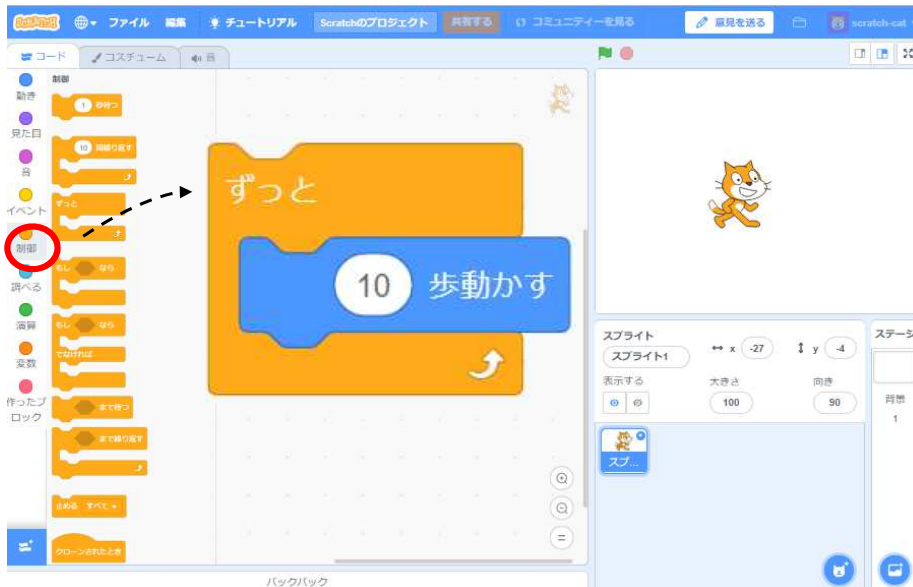 SCRATCH
ファイル 編集 チュートリアル Scratchのプロジェクト 共有する コミュニティーを見る 意見を送る scratch-cat
コード コスチューム 音
動き
見た目
音
イベント
制御
調べる
演算
変数
作ったブ
ロック
制御
1 秒待つ
10 回繰り返す
ずっと
もし なら
もし なら
でなければ
まで待つ
まで繰り返す
止める すべて
クローンされたとき
ずっと
10 歩動かす
バックパック
スプライト
スプライト1 x -27 y -4
表示する 大きさ 向き
100 90
スプ...
ステージ
背景
1